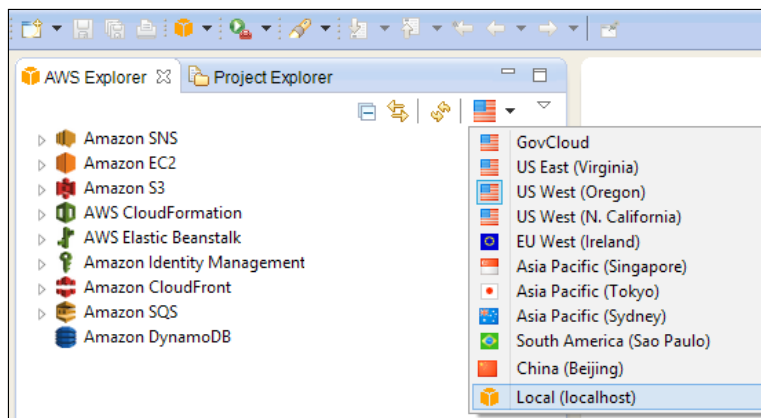 AWS Explorer
Project Explorer
Amazon SNS
Amazon EC2
Amazon S3
AWS CloudFormation
AWS Elastic Beanstalk
Amazon Identity Management
Amazon CloudFront
Amazon SQS
Amazon DynamoDB
GovCloud
US East (Virginia)
US West (Oregon)
US West (N. California)
EU West (Ireland)
Asia Pacific (Singapore)
Asia Pacific (Tokyo)
Asia Pacific (Sydney)
South America (Sao Paulo)
China (Beijing)
Local (localhost)